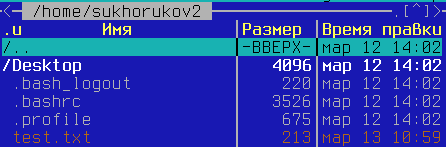 <- /home/sukhorukov2 .[^]>
.и Имя Размер Время правки
/.. -ВВЕРХ- мар 12 14:02
/Desktop 4096 мар 12 14:02
.bash_logout 220 мар 12 14:02
.bashrc 3526 мар 12 14:02
.profile 675 мар 12 14:02
test.txt 213 мар 13 10:59